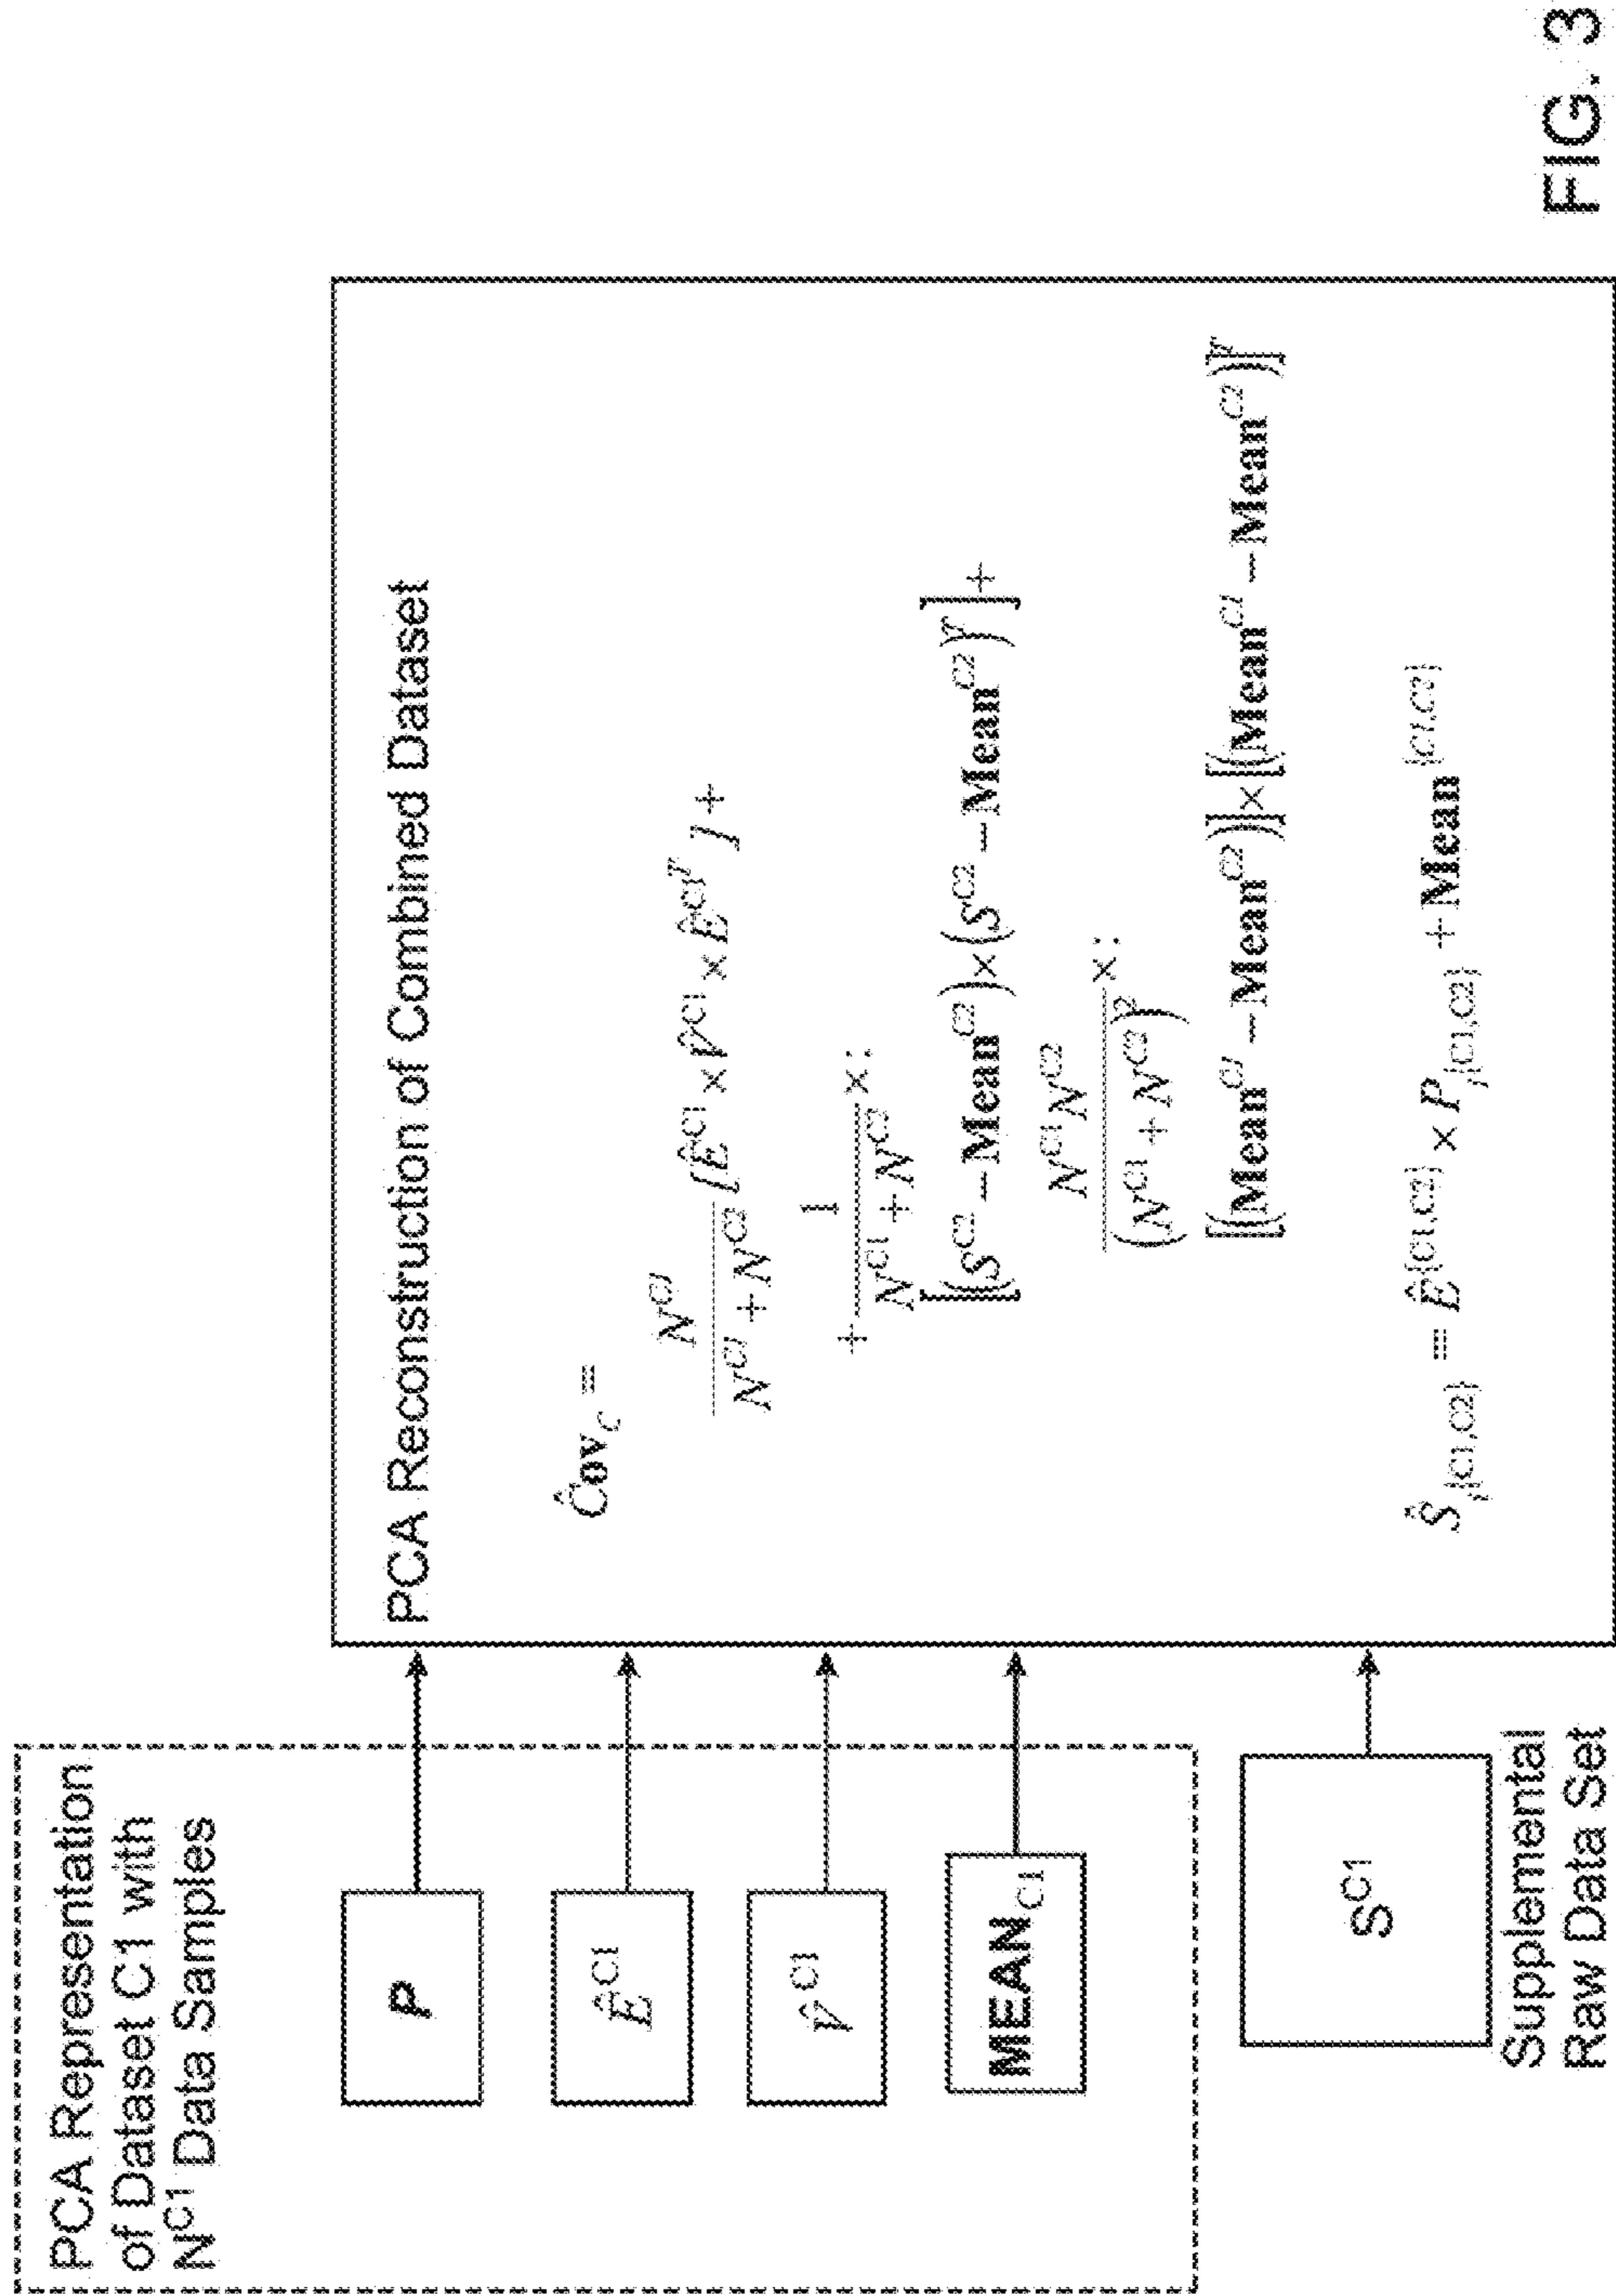 PCA Representation
of Dataset C1 with
N^C1 Data Samples
P
Ê^C1
V̂^C1
MEAN_C1
S^C1
Supplemental
Raw Data Set
PCA Reconstruction of Combined Dataset
Ĉov_C =
N^C1 / (N^C1 + N^C2) [Ê^C1 × V̂^C1 × Ê^C1^T] +
+ 1 / (N^C1 + N^C2) ×:
[(S^C2 − Mean^C2) × (S^C2 − Mean^C2)^T] +
N^C1 N^C2 / (N^C1 + N^C2)^2 ×:
[(Mean^C1 − Mean^C2)] × [(Mean^C1 − Mean^C2)]^T
Ŝ_j{C1,C2} = Ê^{C1,C2} × P_j{C1,C2} + Mean^{C1,C2}
FIG. 3